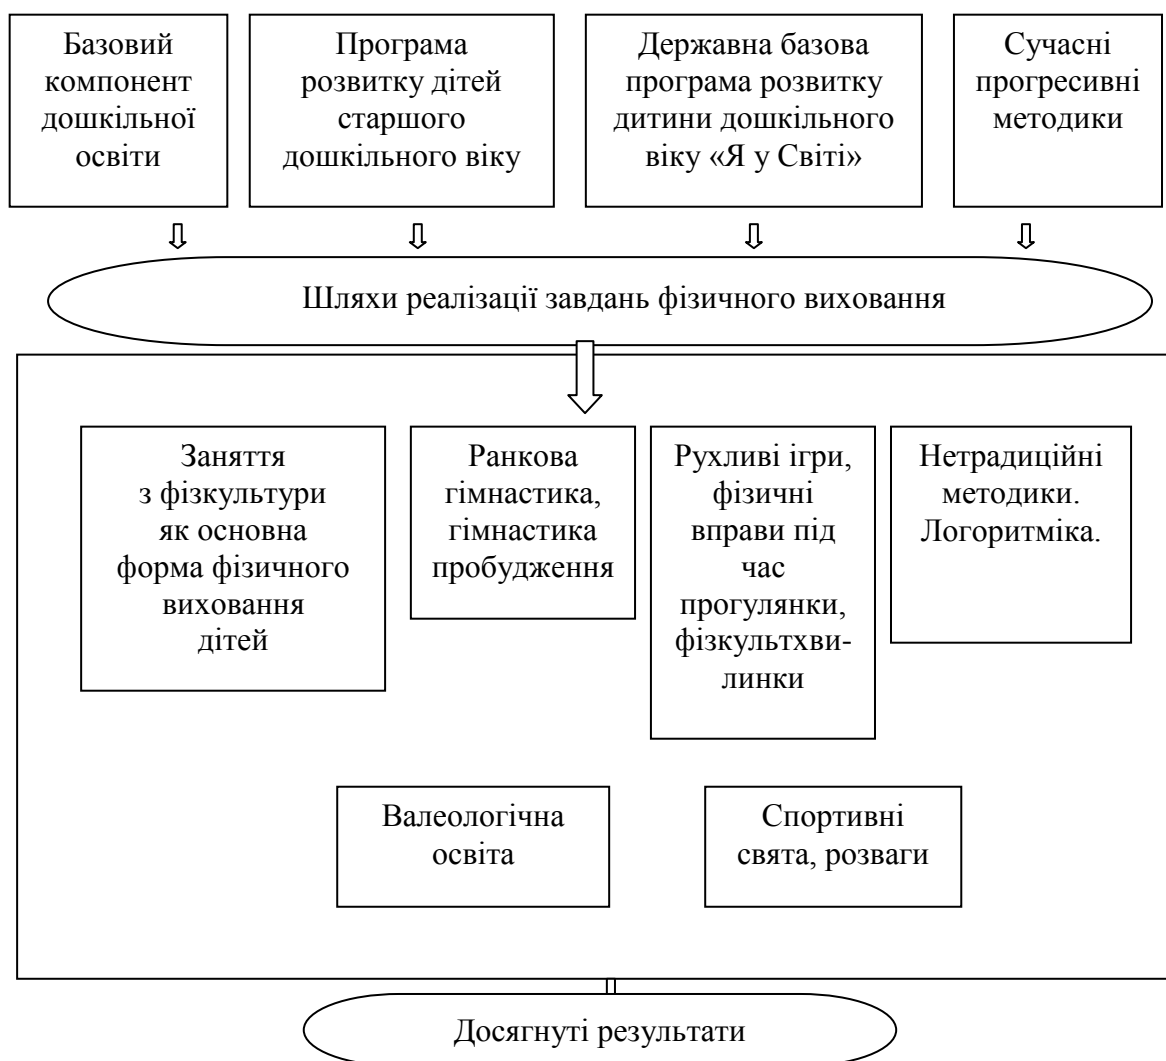 Базовий
компонент
дошкільної
освіти
Програма
розвитку дітей
старшого
дошкільного віку
Державна базова
програма розвитку
дитини дошкільного
віку «Я у Світі»
Сучасні
прогресивні
методики
Шляхи реалізації завдань фізичного виховання
Заняття
з фізкультури
як основна
форма фізичного
виховання
дітей
Ранкова
гімнастика,
гімнастика
пробудження
Рухливі ігри,
фізичні
вправи під
час
прогулянки,
фізкультхви-
линки
Нетрадиційні
методики.
Логоритміка.
Валеологічна
освіта
Спортивні
свята, розваги
Досягнуті результати